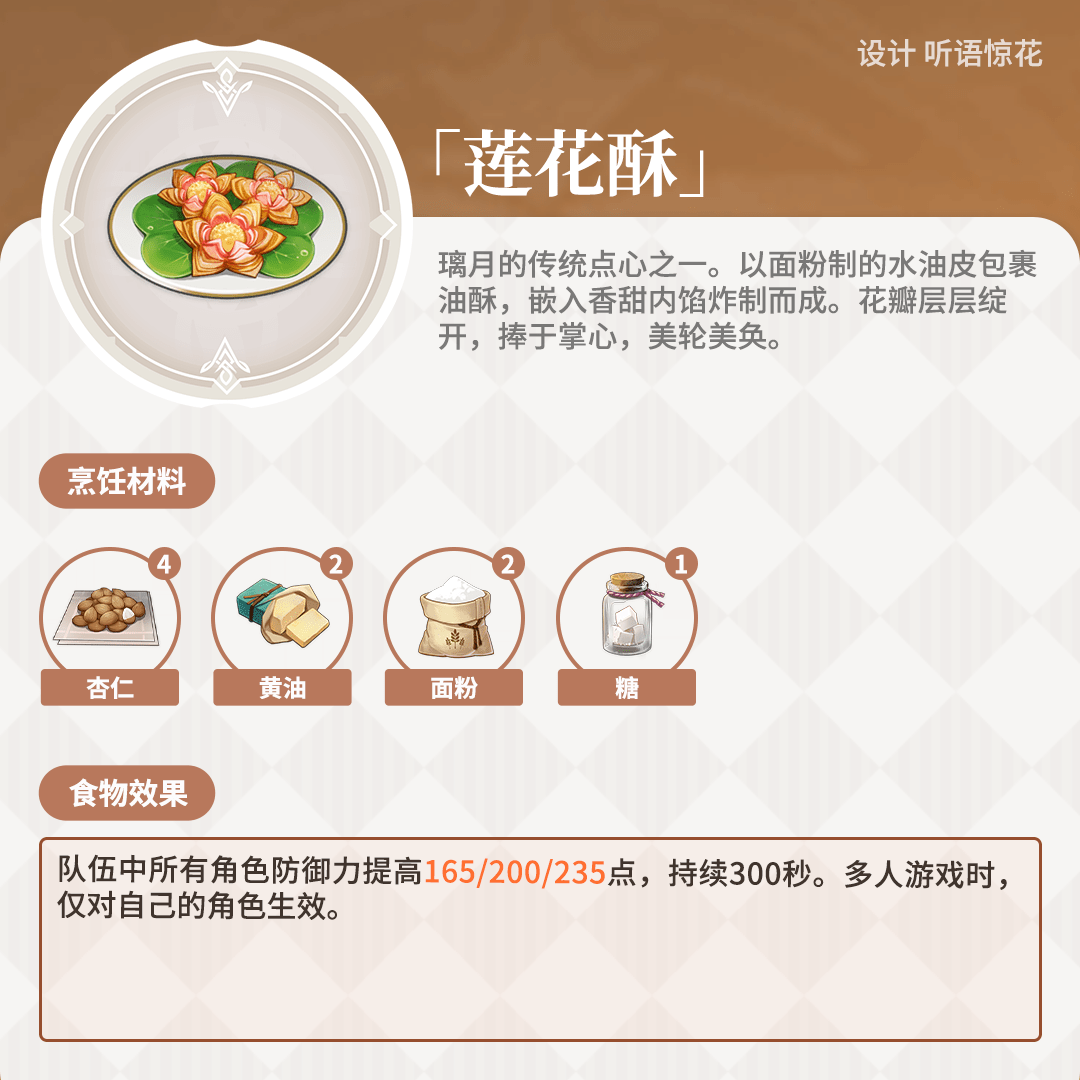 设计 听语惊花
「莲花酥」
璃月的传统点心之一。以面粉制的水油皮包裹
油酥，嵌入香甜内馅炸制而成。花瓣层层绽
开，捧于掌心，美轮美奂。
烹饪材料
4
2
2
1
杏仁
黄油
面粉
糖
食物效果
队伍中所有角色防御力提高165/200/235点，持续300秒。多人游戏时，
仅对自己的角色生效。